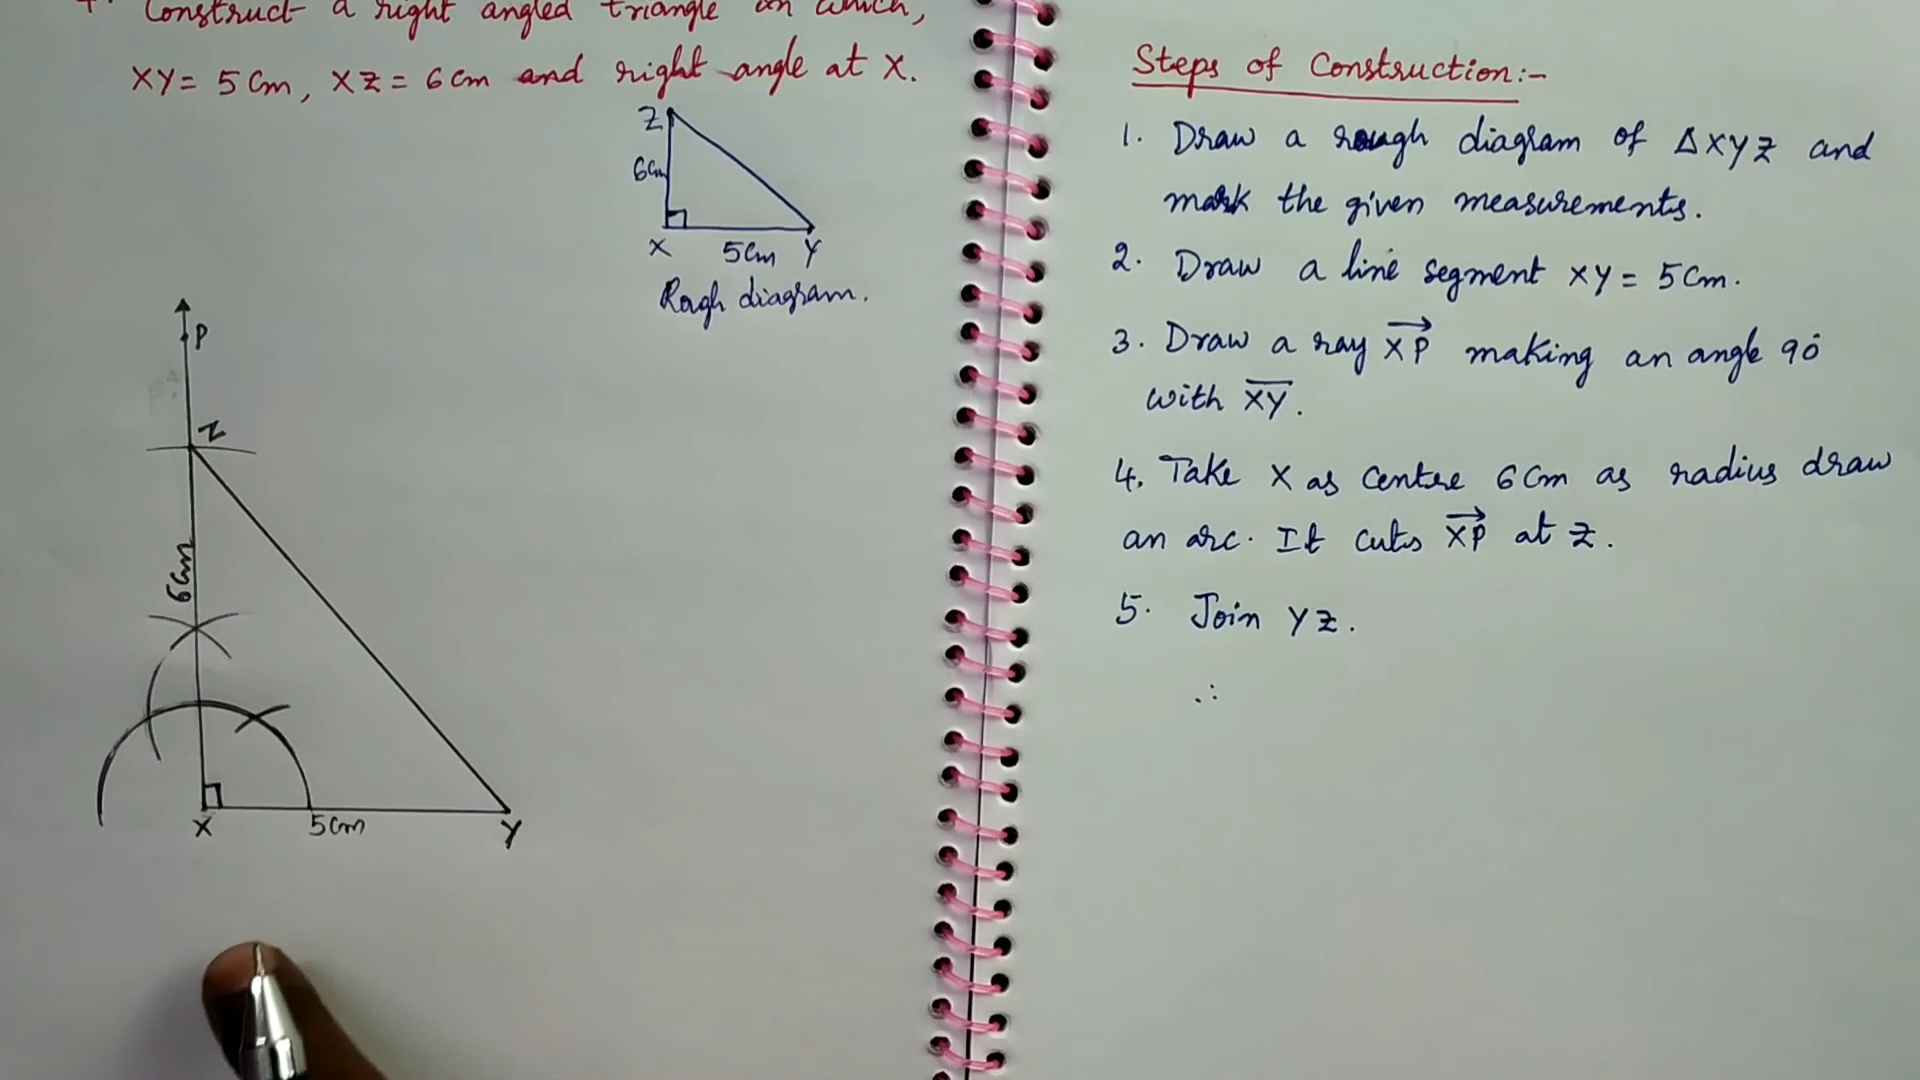 Construct a right angled triangle in which,
XY = 5 Cm, XZ = 6 Cm and right angle at X.
Z
6Cm
X 5Cm Y
Rough diagram.
P
Z
6Cm
X 5Cm Y
Steps of Construction:-
1. Draw a rough diagram of ΔXYZ and
mark the given measurements.
2. Draw a line segment XY = 5 Cm.
3. Draw a ray \overrightarrow{XP} making an angle 90°
with \overline{XY}.
4. Take X as Centre 6 Cm as radius draw
an arc. It cuts \overrightarrow{XP} at Z.
5. Join YZ.
∴